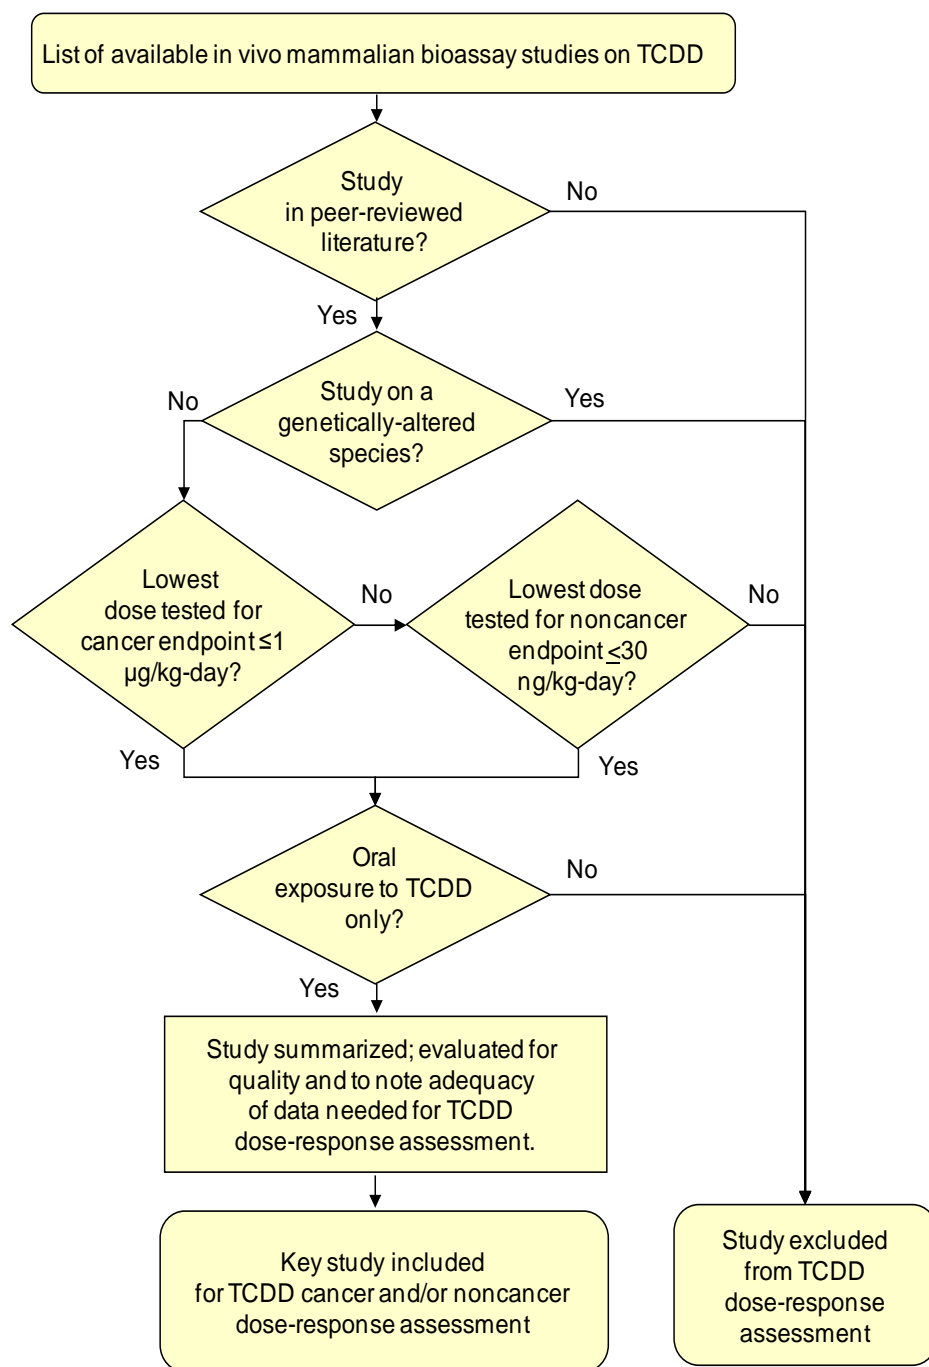 List of available in vivo mammalian bioassay studies on TCDD
Study
in peer-reviewed
literature?
No
Yes
Study on a
genetically-altered
species?
No
Yes
Lowest
dose tested for
cancer endpoint ≤1
µg/kg-day?
No
Lowest dose
tested for noncancer
endpoint <30
ng/kg-day?
No
Yes
Yes
Oral
exposure to TCDD
only?
No
Yes
Study summarized; evaluated for
quality and to note adequacy
of data needed for TCDD
dose-response assessment.
Key study included
for TCDD cancer and/or noncancer
dose-response assessment
Study excluded
from TCDD
dose-response
assessment